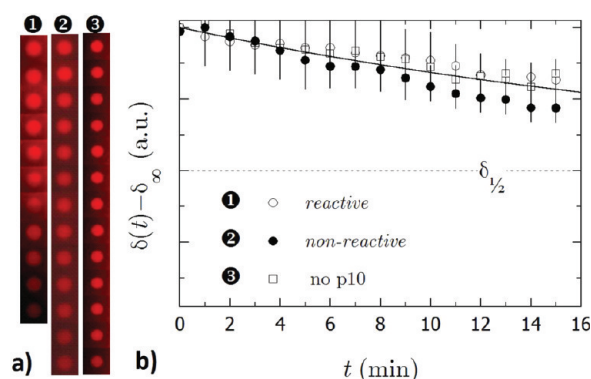 ❶ ❷ ❸
a)
b)
δ(t)−δ∞ (a.u.)
δ½
❶ ○ reactive
❷ ● non-reactive
❸ □ no p10
0 2 4 6 8 10 12 14 16
t (min)